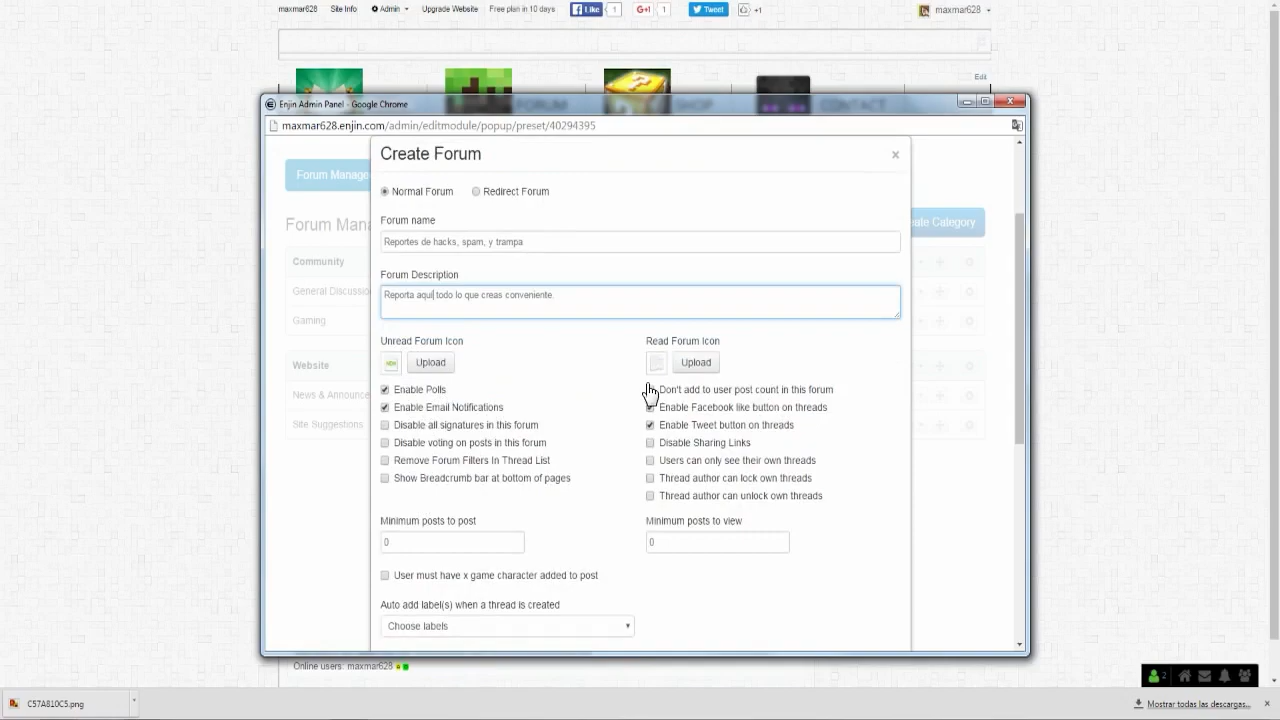 maxmar628 Site Info Admin Upgrade Website Free plan in 10 days Like 1 G+1 1 Tweet +1 maxmar628
Edit
CONTACT
Enjin Admin Panel - Google Chrome
maxmar628.enjin.com/admin/editmodule/popup/preset/40294395
Create Forum ×
Forum Manage
Normal Forum Redirect Forum
Forum name
Forum Man ate Category
Reportes de hacks, spam, y trampa
Community
Forum Description
General Discussio
Reporta aquí todo lo que creas conveniente.
Gaming
Unread Forum Icon Read Forum Icon
Website
Upload Upload
Enable Polls Don't add to user post count in this forum
News & Announce
Enable Email Notifications Enable Facebook like button on threads
Site Suggestions
Disable all signatures in this forum Enable Tweet button on threads
Disable voting on posts in this forum Disable Sharing Links
Remove Forum Filters In Thread List Users can only see their own threads
Show Breadcrumb bar at bottom of pages Thread author can lock own threads
Thread author can unlock own threads
Minimum posts to post Minimum posts to view
0 0
User must have x game character added to post
Auto add label(s) when a thread is created
Choose labels
Online users: maxmar628
2
C57A810C5.png Mostrar todas las descargas...